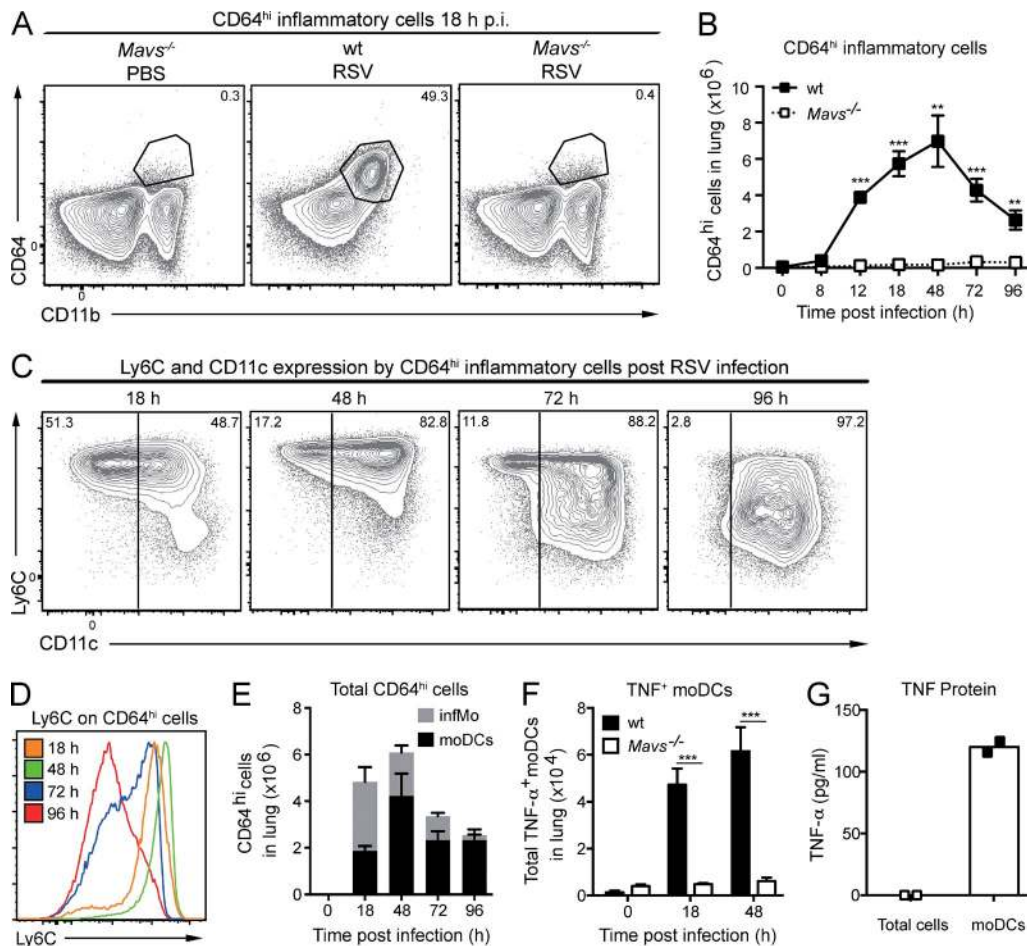 A
CD64hi inflammatory cells 18 h p.i.
Mavs-/-
PBS
wt
RSV
Mavs-/-
RSV
0.3
49.3
0.4
CD64
0
0
CD11b
B
CD64hi inflammatory cells
wt
Mavs-/-
CD64hi cells in lung (x10^6)
10
8
6
4
2
0
***
***
**
***
**
0 8 12 18 48 72 96
Time post infection (h)
C
Ly6C and CD11c expression by CD64hi inflammatory cells post RSV infection
18 h 48 h 72 h 96 h
51.3 48.7
17.2 82.8
11.8 88.2
2.8 97.2
Ly6C
0
0
CD11c
D
Ly6C on CD64hi cells
18 h
48 h
72 h
96 h
Ly6C
E
Total CD64hi cells
infMo
moDCs
CD64hi cells
in lung (x10^6)
8
6
4
2
0
0 18 48 72 96
Time post infection (h)
F
TNF+ moDCs
wt
Mavs-/-
Total TNF-α+moDCs
in lung (x10^4)
8
6
4
2
0
***
***
0 18 48
Time post infection (h)
G
TNF Protein
TNF-α (pg/ml)
150
100
50
0
Total cells moDCs